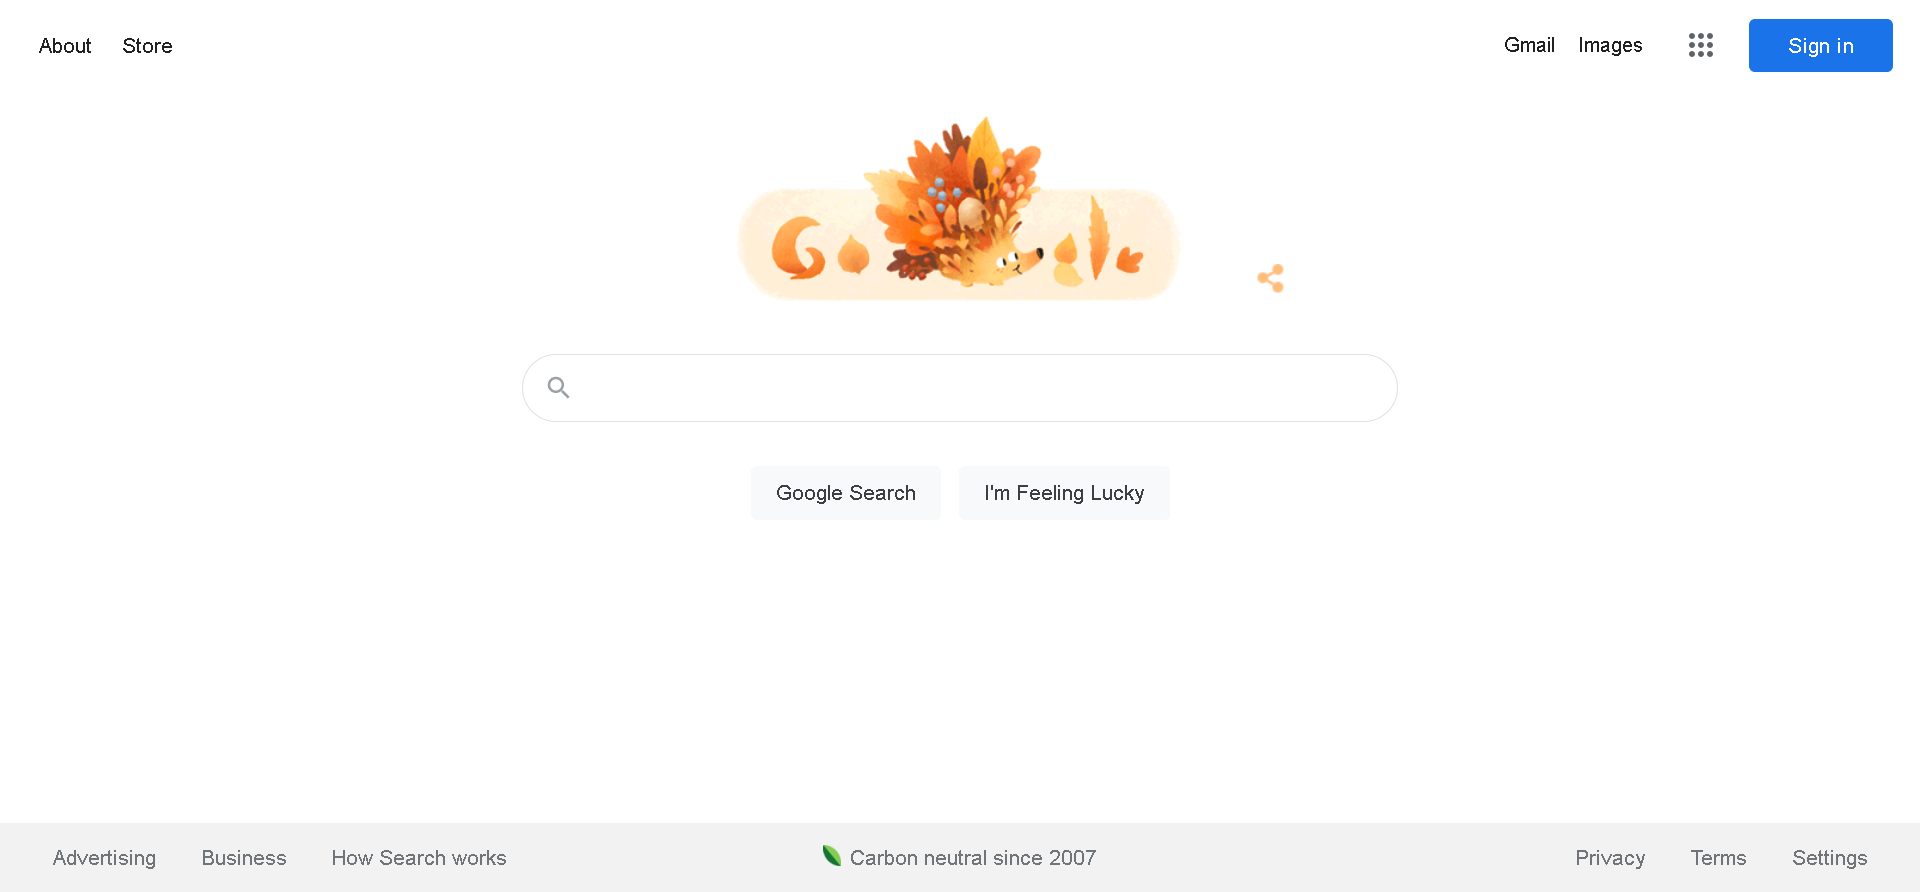 About Store
Gmail Images Sign in
Google
Google Search I'm Feeling Lucky
Advertising Business How Search works
Carbon neutral since 2007
Privacy Terms Settings